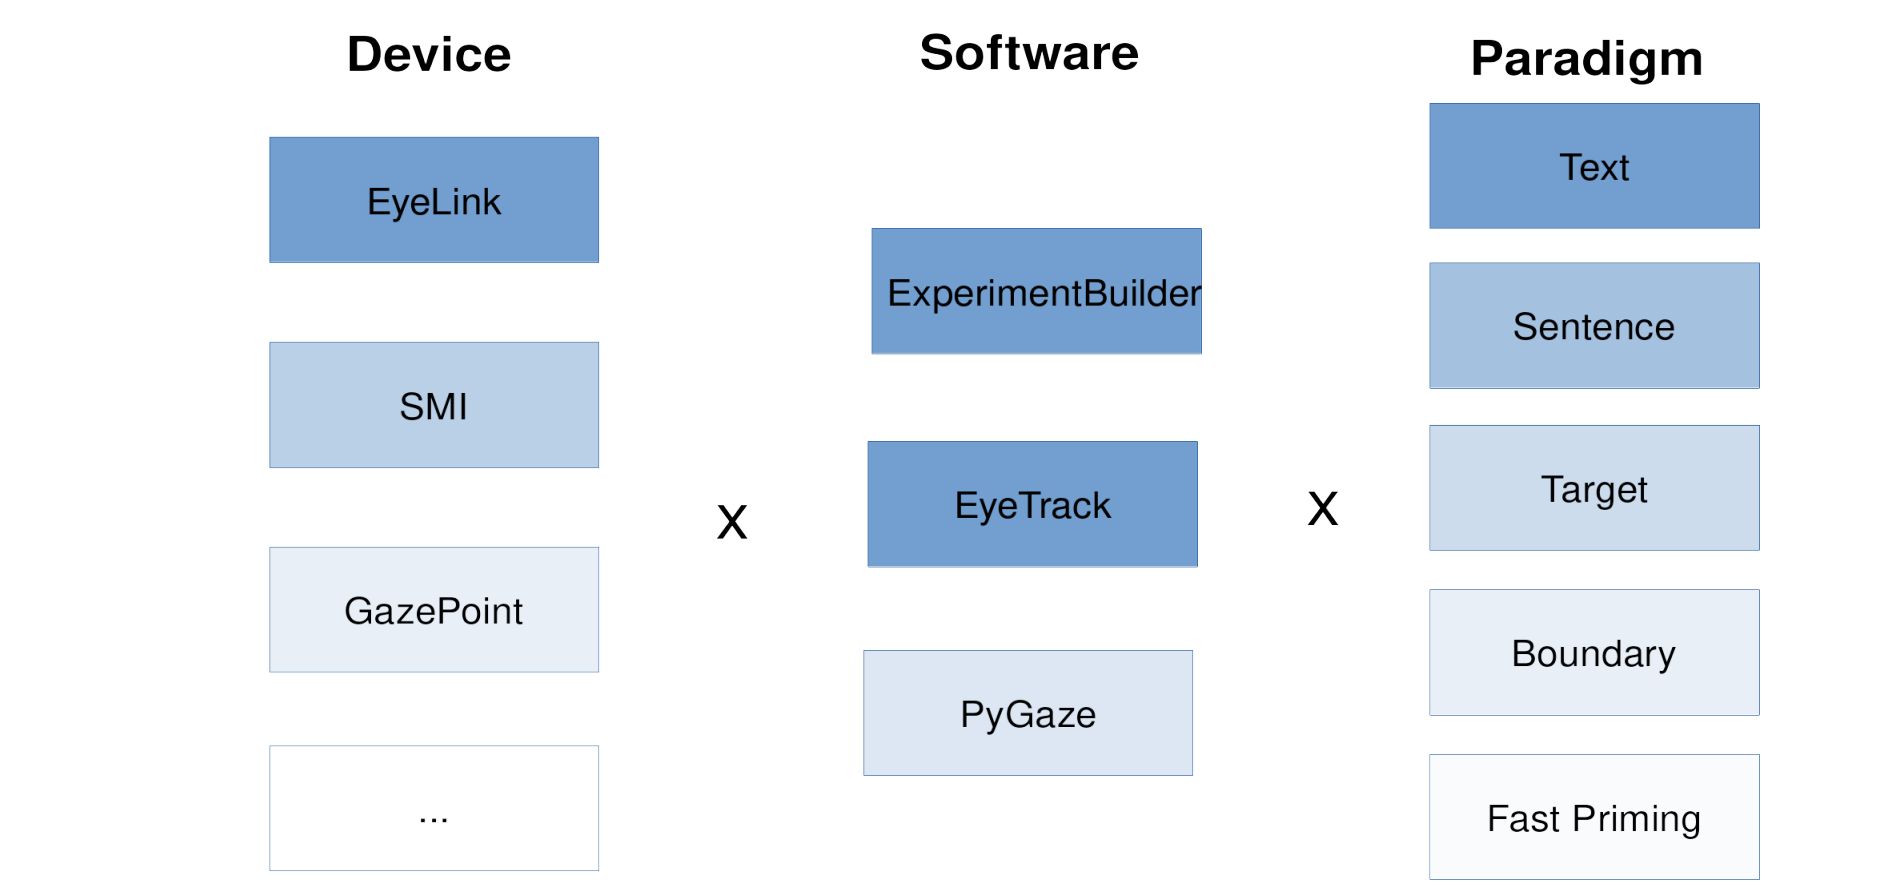 Device
EyeLink
SMI
GazePoint
...
x
Software
ExperimentBuilder
EyeTrack
PyGaze
x
Paradigm
Text
Sentence
Target
Boundary
Fast Priming